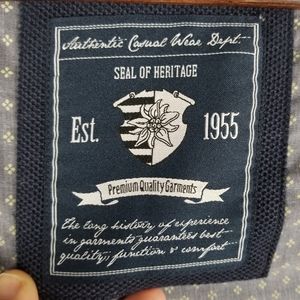 Authentic Casual Wear Dept.
SEAL OF HERITAGE
Est. 1955
Premium Quality Garments
The long history of experience
in garments guarantees best
quality, function & comfort